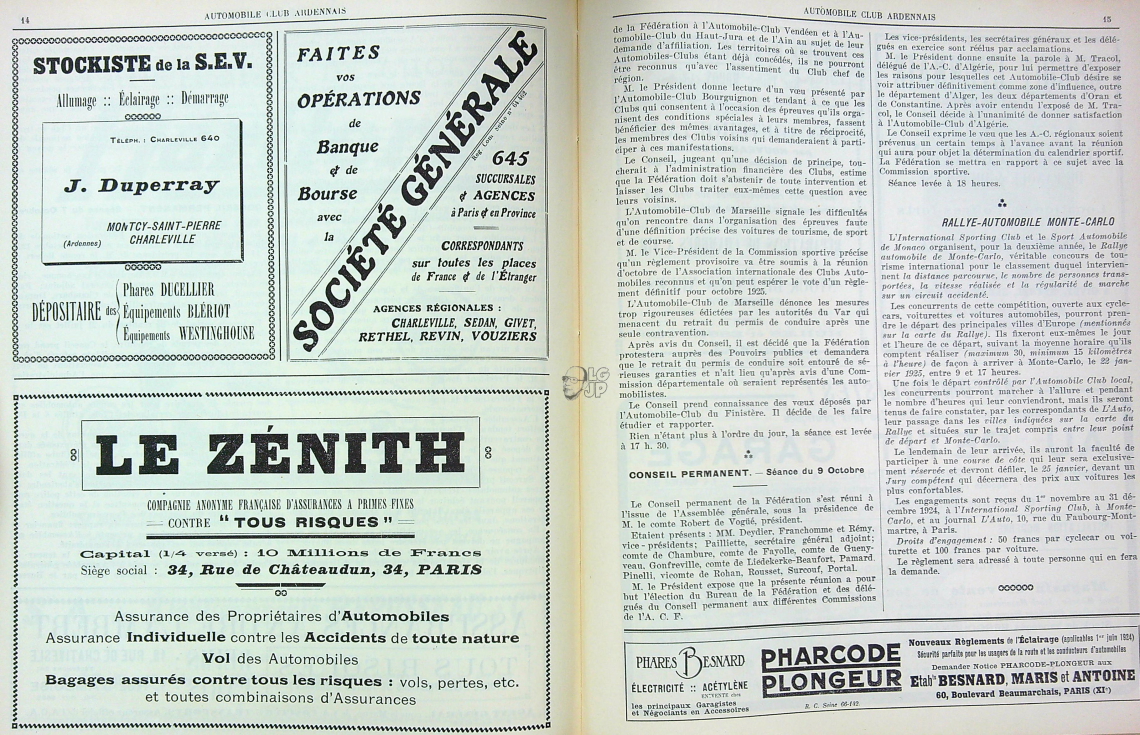 14
AUTOMOBILE CLUB ARDENNAIS
STOCKISTE de la S.E.V.
Allumage :: Éclairage :: Démarrage
TÉLÉPH. : CHARLEVILLE 640
J. Duperray
MONTCY-SAINT-PIERRE
(Ardennes) CHARLEVILLE
DÉPOSITAIRE des
Phares DUCELLIER
Équipements BLÉRIOT
Équipements WESTINGHOUSE
FAITES
vos
OPÉRATIONS
de
Banque
& de
Bourse
avec
la
SOCIÉTÉ GÉNÉRALE
645
SUCCURSALES
& AGENCES
à Paris & en Province
CORRESPONDANTS
sur toutes les places
de France & de l'Étranger
AGENCES RÉGIONALES :
CHARLEVILLE, SEDAN, GIVET,
RETHEL, REVIN, VOUZIERS
LE ZÉNITH
COMPAGNIE ANONYME FRANÇAISE D'ASSURANCES A PRIMES FIXES
CONTRE "TOUS RISQUES"
Capital (1/4 versé) : 10 Millions de Francs
Siège social : 34, Rue de Châteaudun, 34, PARIS
Assurance des Propriétaires d'Automobiles
Assurance Individuelle contre les Accidents de toute nature
Vol des Automobiles
Bagages assurés contre tous les risques : vols, pertes, etc.
et toutes combinaisons d'Assurances
LG
JP
AUTOMOBILE CLUB ARDENNAIS
15
de la Fédération à l'Automobile-Club Vendéen et à l'Au-
tomobile-Club du Haut-Jura et de l'Ain au sujet de leur
demande d'affiliation. Les territoires où se trouvent ces
Automobiles-Clubs étant déjà concédés, ils ne pourront
être reconnus qu'avec l'assentiment du Club chef de
région.
M. le Président donne lecture d'un vœu présenté par
l'Automobile-Club Bourguignon et tendant à ce que les
Clubs qui consentent à l'occasion d'épreuves qu'ils orga-
nisent des conditions spéciales à leurs membres, fassent
bénéficier des mêmes avantages, et à titre de réciprocité,
les membres des Clubs voisins qui demanderaient à parti-
ciper à ces manifestations.
Le Conseil, jugeant qu'une décision de principe, tou-
cherait à l'administration financière des Clubs, estime
que la Fédération doit s'abstenir de toute intervention et
laisser les Clubs traiter eux-mêmes cette question avec
leurs voisins.
L'Automobile-Club de Marseille signale les difficultés
qu'on rencontre dans l'organisation des épreuves faute
d'une définition précise des voitures de tourisme, de sport
et de course.
M. le Vice-Président de la Commission sportive précise
qu'un règlement provisoire va être soumis à la réunion
d'octobre de l'Association internationale des Clubs Auto-
mobiles reconnus et qu'on peut espérer le vot d'un règle-
ment définitif pour octobre 1925.
L'Automobile-Club de Marseille dénonce les mesures
trop rigoureuses édictées par les autorités du Var qui
menacent du retrait du permis de conduire après une
seule contravention.
Après avis du Conseil, il est décidé que la Fédération
protestera auprès des Pouvoirs publics et demandera
que le retrait du permis de conduire soit entouré de sé-
rieuses garanties et n'ait lieu qu'après avis d'une Com-
mission départementale où seraient représentés les auto-
mobilistes.
Le Conseil prend connaissance des vœux déposés par
l'Automobile-Club du Finistère. Il décide de les faire
étudier et rapporter.
Rien n'étant plus à l'ordre du jour, la séance est levée
à 17 h. 30.
CONSEIL PERMANENT. — Séance du 9 Octobre
Le Conseil permanent de la Fédération s'est réuni à
l'issue de l'Assemblée générale, sous la présidence de
M. le comte Robert de Vogüé, président.
Etaient présents : MM. Deydier, Franchomme et Rémy,
vice-présidents; Pailliette, secrétaire général adjoint;
comte de Chambure, comte de Fayolle, comte de Gueny-
veau, Gonfreville, comte de Liedekerke-Beaufort, Pamard,
Pinelli, vicomte de Rohan, Rousset, Surcouf, Portal.
M. le Président expose que la présente réunion a pour
but l'élection du Bureau de la Fédération et des délé-
gués du Conseil permanent aux différentes Commissions
de l'A. C. F.
Les vice-présidents, les secrétaires généraux et les délé-
gués en exercice sont réélus par acclamations.
M. le Président donne ensuite la parole à M. Tracol,
délégué de l'A.-C. d'Algérie, pour lui permettre d'exposer
les raisons pour lesquelles cet Automobile-Club désire se
voir attribuer définitivement comme zone d'influence, outre
le département d'Alger, les deux départements d'Oran et
de Constantine. Après avoir entendu l'exposé de M. Tra-
col, le Conseil décide à l'unanimité de donner satisfaction
à l'Automobile-Club d'Algérie.
Le Conseil exprime le vœu que les A.-C. régionaux soient
prévenus un certain temps à l'avance avant la réunion
qui aura pour objet la détermination du calendrier sportif.
La Fédération se mettra en rapport à ce sujet avec la
Commission sportive.
Séance levée à 18 heures.
RALLYE-AUTOMOBILE MONTE-CARLO
L'International Sporting Club et le Sport Automobile
de Monaco organisent, pour la deuxième année, le Rallye
automobile de Monte-Carlo, véritable concours de tou-
risme international pour le classement duquel intervien-
nent la distance parcourue, le nombre de personnes trans-
portées, la vitesse réalisée et la régularité de marche
sur un circuit accidenté.
Les concurrents de cette compétition, ouverte aux cycle-
cars, voiturettes et voitures automobiles, pourront pren-
dre le départ des principales villes d'Europe (mentionnés
sur la carte du Rallye). Ils fixeront eux-mêmes le jour
et l'heure de ce départ, suivant la moyenne horaire qu'ils
comptent réaliser (maximum 30, minimum 15 kilomètres
à l'heure) de façon à arriver à Monte-Carlo, le 22 jan-
vier 1925, entre 9 et 17 heures.
Une fois le départ contrôlé par l'Automobile Club local,
les concurrents pourront marcher à l'allure et pendant
le nombre d'heures qui leur conviendront, mais ils seront
tenus de faire constater, par les correspondants de L'Auto,
leur passage dans les villes indiquées sur la carte du
Rallye et situées sur le trajet compris entre leur point
de départ et Monte-Carlo.
Le lendemain de leur arrivée, ils auront la faculté de
participer à une course de côte qui leur sera exclusive-
ment réservée et devront défiler, le 25 janvier, devant un
Jury compétent qui décernera des prix aux voitures les
plus confortables.
Les engagements sont reçus du 1er novembre au 31 dé-
cembre 1924, à l'International Sporting Club, à Monte-
Carlo, et au journal L'Auto, 10, rue du Faubourg-Mont-
martre, à Paris.
Droits d'engagement : 50 francs par cyclecar ou voi-
turette et 100 francs par voiture.
Le règlement sera adressé à toute personne qui en fera
la demande.
PHARES BESNARD
ÉLECTRICITÉ :: ACÉTYLÈNE
EN VENTE chez
les principaux Garagistes
et Négociants en Accessoires
PHARCODE
PLONGEUR
R. C. Seine 66-142.
Nouveaux Règlements de l'Éclairage (applicables 1er juin 1924)
Sécurité parfaite pour les usagers de la route et les conducteurs d'automobiles
Demander Notice PHARCODE-PLONGEUR aux
Etabts BESNARD, MARIS et ANTOINE
60, Boulevard Beaumarchais, PARIS (XIe)